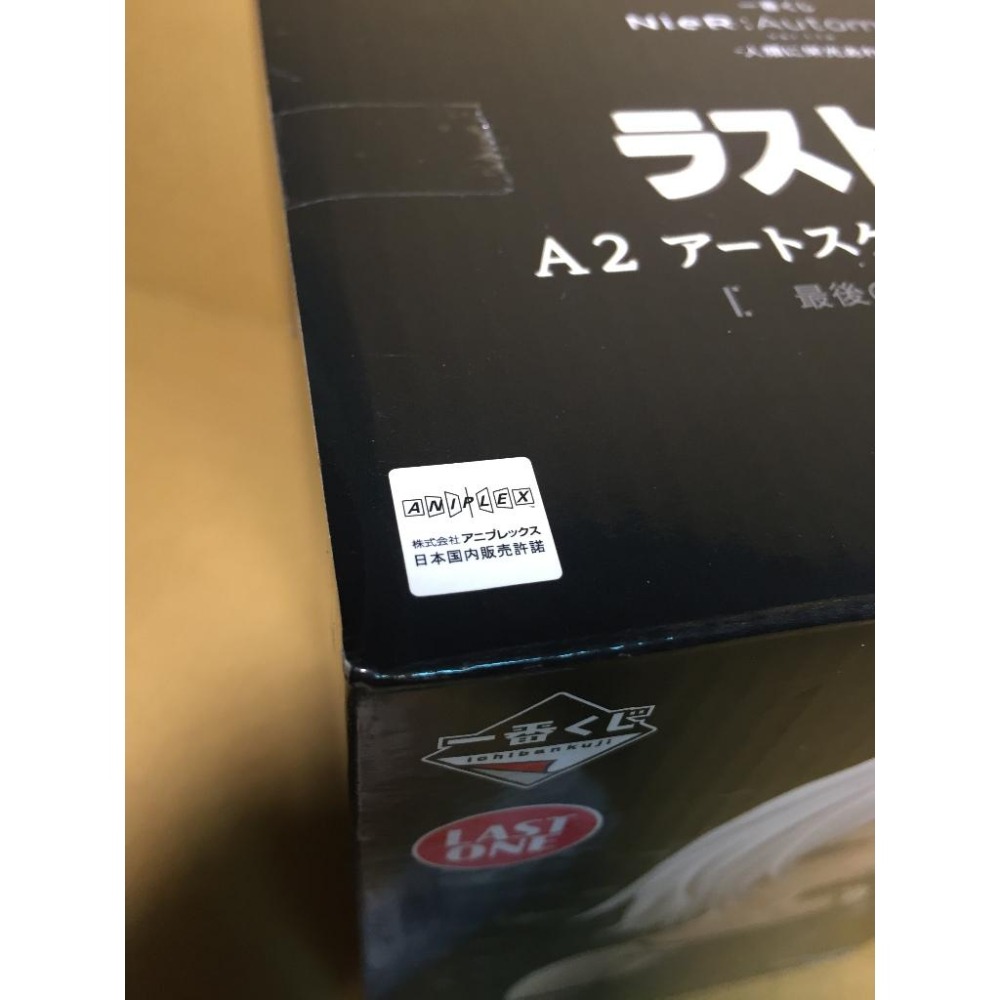 一番くじ
NieR:Autom
ラスト
A2 アートスケ
最後の
ANIPLEX
株式会社アニプレックス
日本国内販売許諾
一番くじ
ichibankuji
LAST
ONE